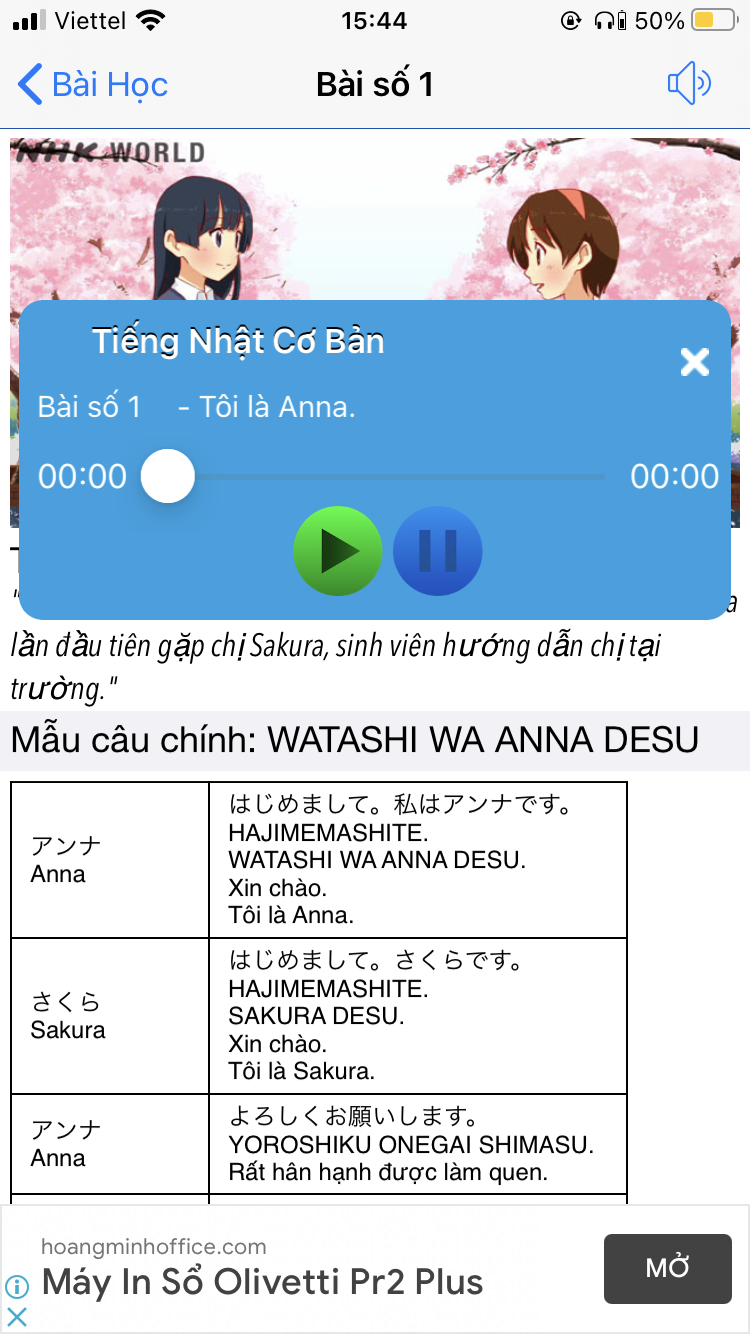 Viettel 15:44 50%
Bài Học Bài số 1
NHK WORLD
Tiếng Nhật Cơ Bản
Bài số 1 - Tôi là Anna.
00:00 00:00
"
a
lần đầu tiên gặp chị Sakura, sinh viên hướng dẫn chị tại
trường."
Mẫu câu chính: WATASHI WA ANNA DESU
アンナ
Anna
はじめまして。私はアンナです。
HAJIMEMASHITE.
WATASHI WA ANNA DESU.
Xin chào.
Tôi là Anna.
さくら
Sakura
はじめまして。さくらです。
HAJIMEMASHITE.
SAKURA DESU.
Xin chào.
Tôi là Sakura.
アンナ
Anna
よろしくお願いします。
YOROSHIKU ONEGAI SHIMASU.
Rất hân hạnh được làm quen.
hoangminhoffice.com
Máy In Sổ Olivetti Pr2 Plus
MỞ